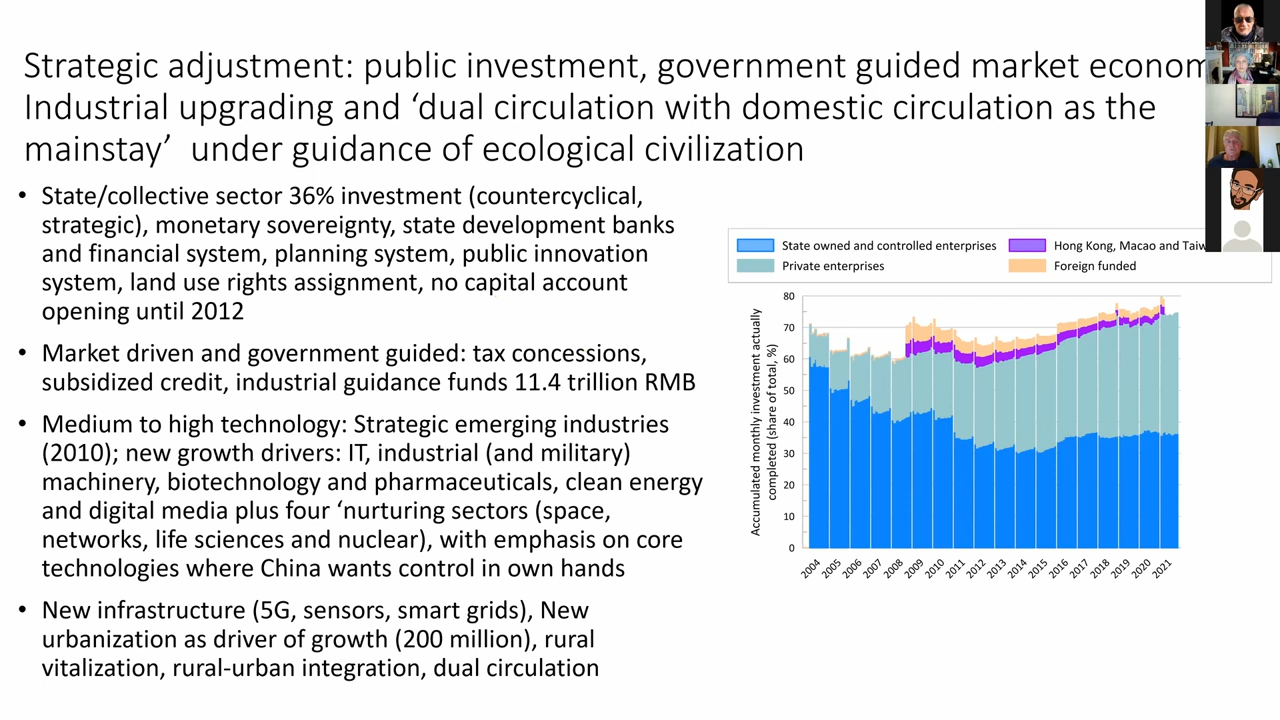 Strategic adjustment: public investment, government guided market econom
Industrial upgrading and ‘dual circulation with domestic circulation as the
mainstay’ under guidance of ecological civilization
• State/collective sector 36% investment (countercyclical,
strategic), monetary sovereignty, state development banks
and financial system, planning system, public innovation
system, land use rights assignment, no capital account
opening until 2012
• Market driven and government guided: tax concessions,
subsidized credit, industrial guidance funds 11.4 trillion RMB
• Medium to high technology: Strategic emerging industries
(2010); new growth drivers: IT, industrial (and military)
machinery, biotechnology and pharmaceuticals, clean energy
and digital media plus four ‘nurturing sectors (space,
networks, life sciences and nuclear), with emphasis on core
technologies where China wants control in own hands
• New infrastructure (5G, sensors, smart grids), New
urbanization as driver of growth (200 million), rural
vitalization, rural-urban integration, dual circulation
State owned and controlled enterprises
Hong Kong, Macao and Taiw
Private enterprises
Foreign funded
Accumulated monthly investment actually
completed (share of total, %)
80
70
60
50
40
30
20
10
0
2004
2005
2006
2007
2008
2009
2010
2011
2012
2013
2014
2015
2016
2017
2018
2019
2020
2021